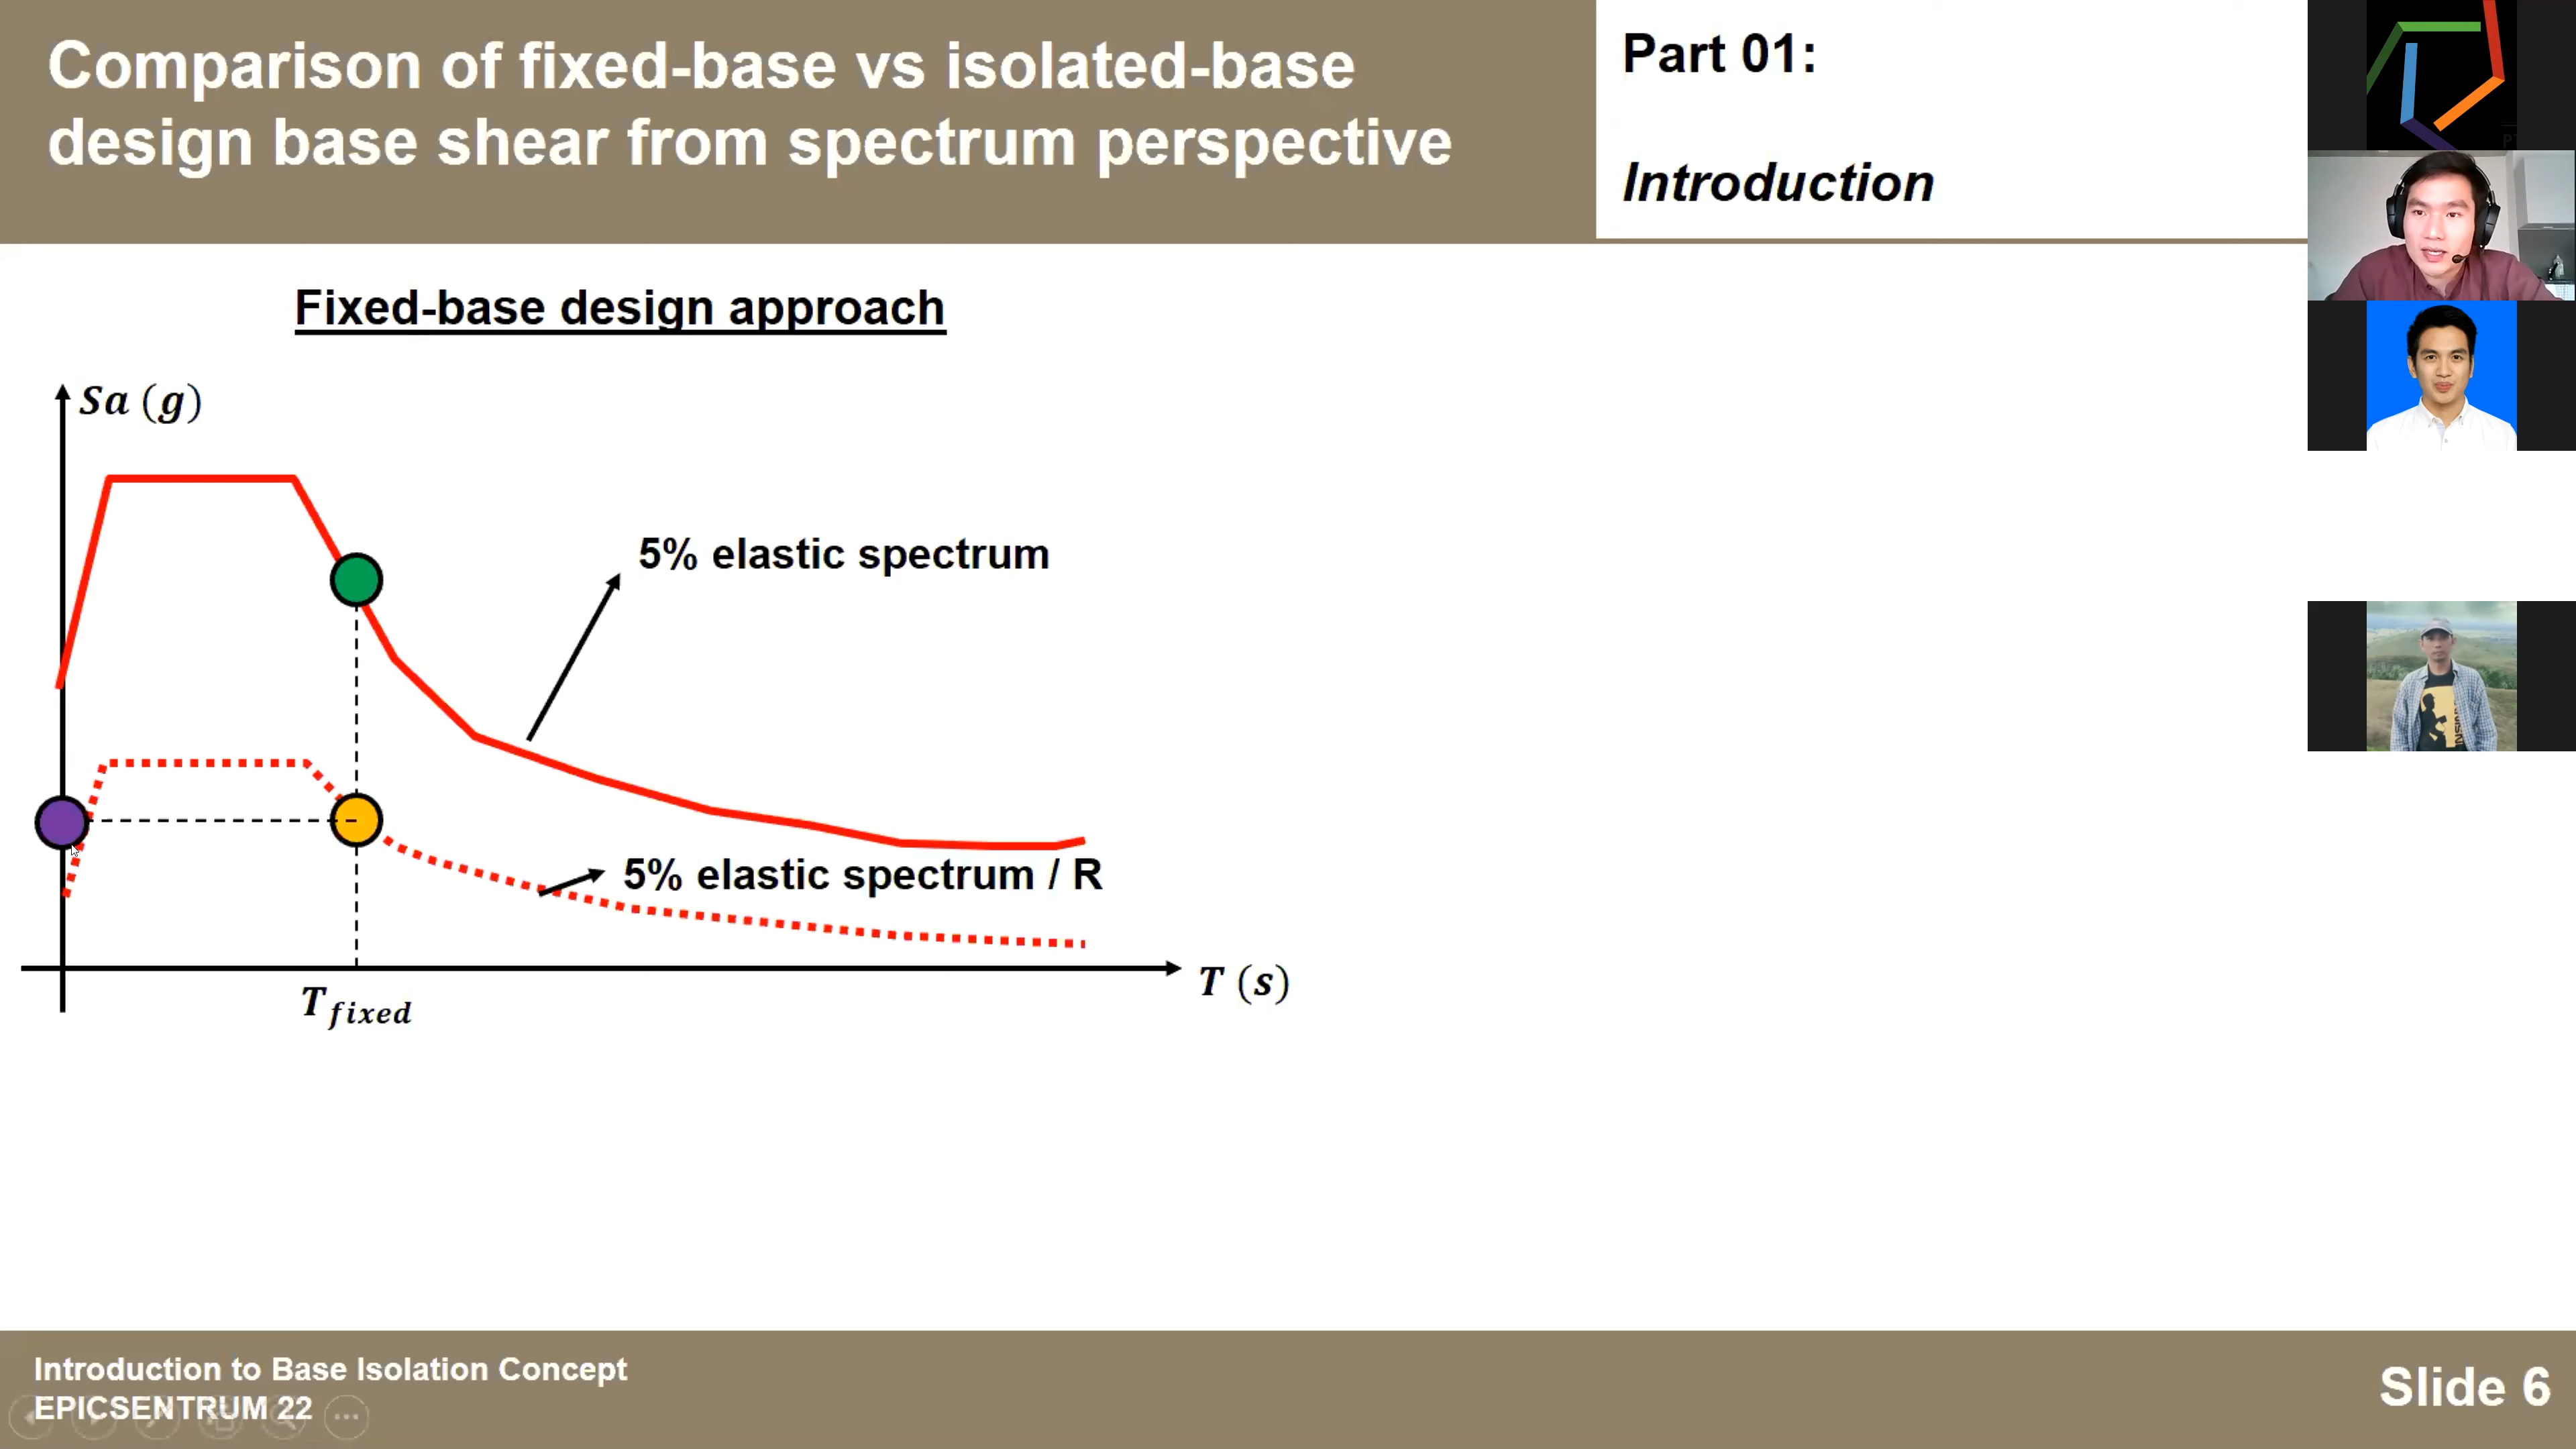 Comparison of fixed-base vs isolated-base
design base shear from spectrum perspective
Part 01:
Introduction
Fixed-base design approach
Sa (g)
5% elastic spectrum
5% elastic spectrum / R
T (s)
T fixed
Introduction to Base Isolation Concept
EPICSENTRUM 22
Slide 6